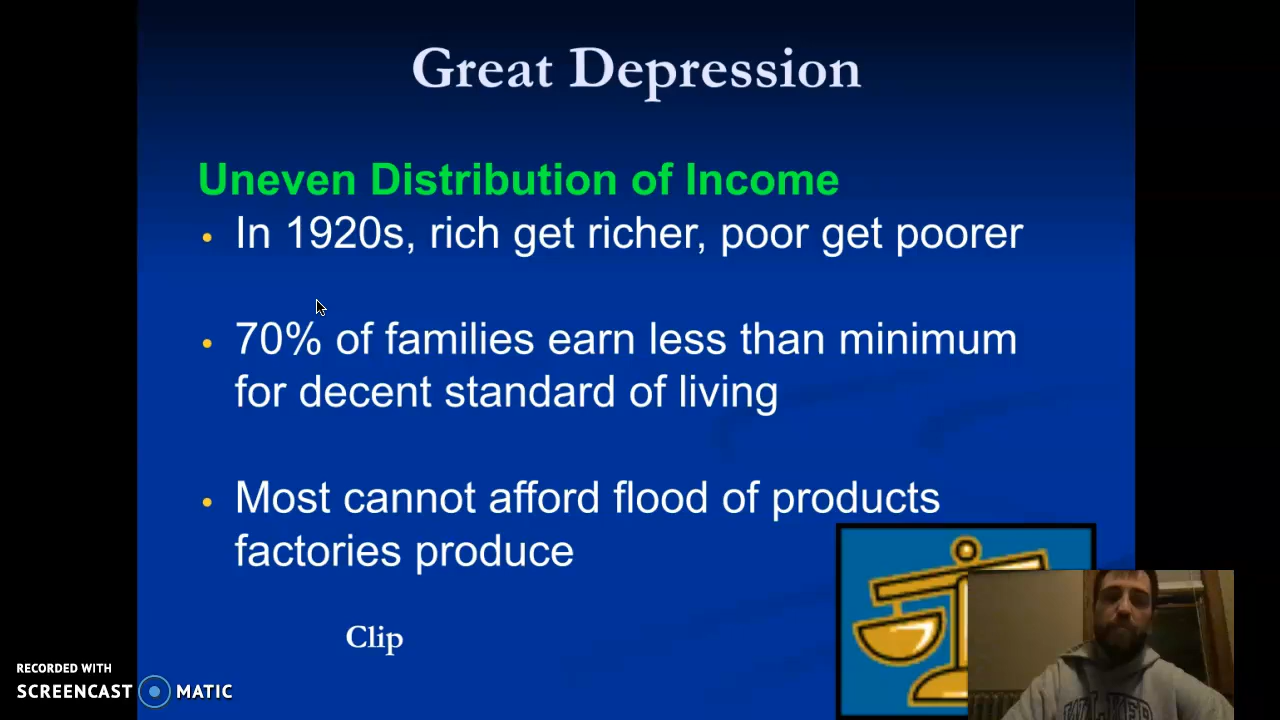 Great Depression
Uneven Distribution of Income
• In 1920s, rich get richer, poor get poorer
• 70% of families earn less than minimum
for decent standard of living
• Most cannot afford flood of products
factories produce
Clip
RECORDED WITH
SCREENCAST MATIC